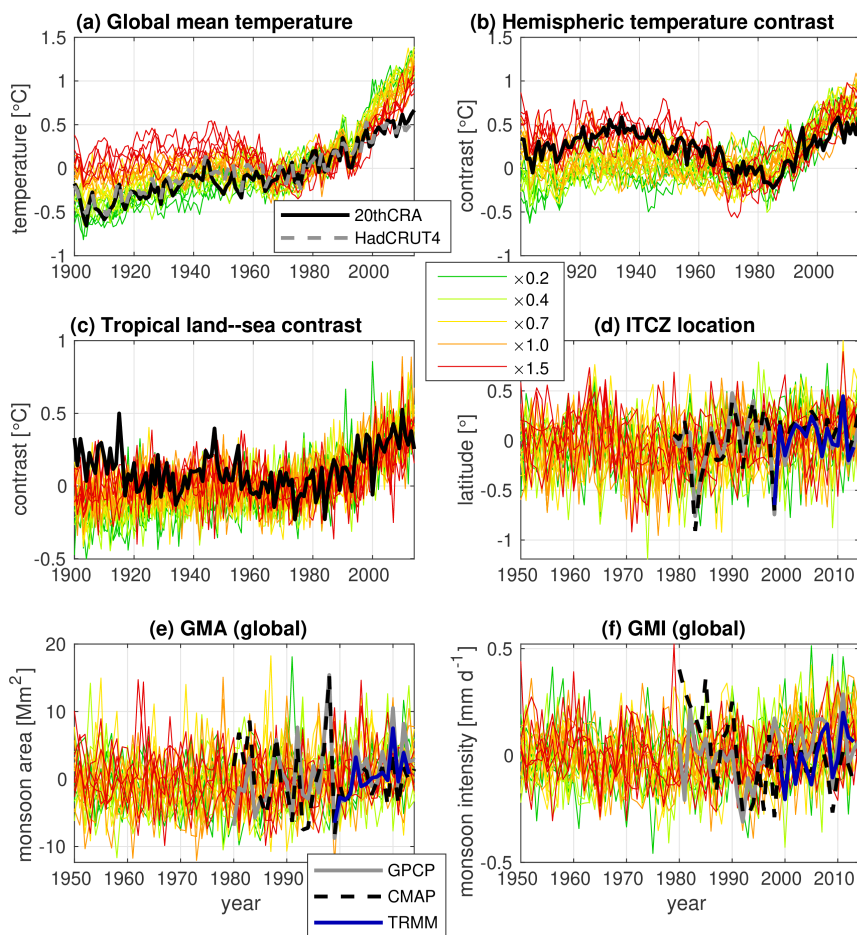 (a) Global mean temperature
(b) Hemispheric temperature contrast
1.5
1
0.5
0
-0.5
-1
temperature [°C]
1900 1920 1940 1960 1980 2000
20thCRA
HadCRUT4
1.5
1
0.5
0
-0.5
-1
contrast [°C]
1900 1920 1940 1960 1980 2000
×0.2
×0.4
×0.7
×1.0
×1.5
(c) Tropical land--sea contrast
(d) ITCZ location
1
0.5
0
-0.5
contrast [°C]
1900 1920 1940 1960 1980 2000
1
0.5
0
-0.5
-1
latitude [°]
1950 1960 1970 1980 1990 2000 2010
(e) GMA (global)
(f) GMI (global)
20
10
0
-10
monsoon area [Mm2]
1950 1960 1970 1980 1990
year
GPCP
CMAP
TRMM
0.5
0
-0.5
monsoon intensity [mm d-1]
1950 1960 1970 1980 1990 2000 2010
year